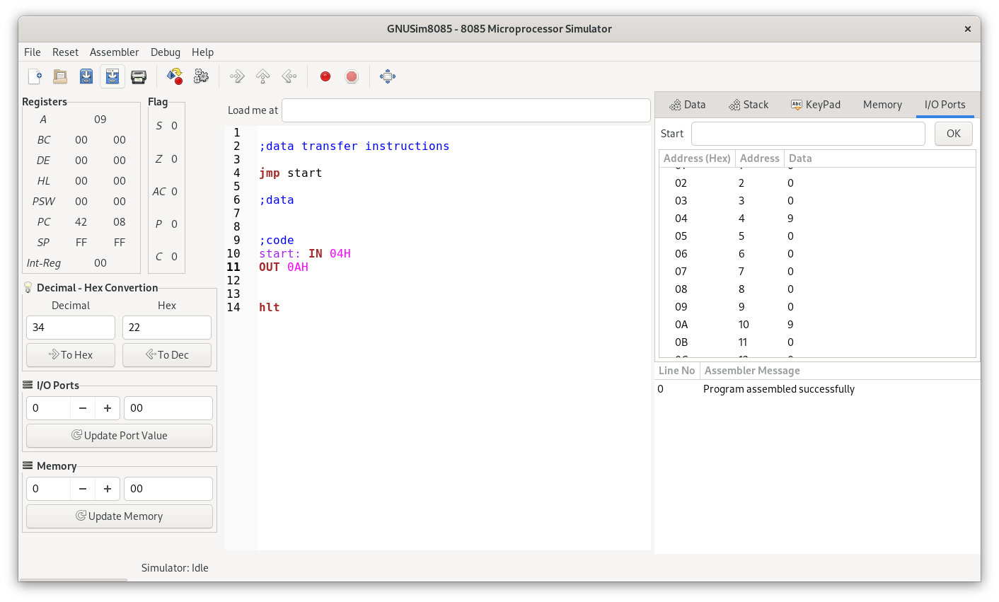 GNUSim8085 - 8085 Microprocessor Simulator
File Reset Assembler Debug Help
Registers
A 09
BC 00 00
DE 00 00
HL 00 00
PSW 00 00
PC 42 08
SP FF FF
Int-Reg 00
Flag
S 0
Z 0
AC 0
P 0
C 0
Decimal - Hex Convertion
Decimal Hex
34 22
To Hex To Dec
I/O Ports
0 − + 00
Update Port Value
Memory
0 − + 00
Update Memory
Load me at
1
2 ;data transfer instructions
3
4 jmp start
5
6 ;data
7
8
9 ;code
10 start: IN 04H
11 OUT 0AH
12
13
14 hlt
Data Stack Abc KeyPad Memory I/O Ports
Start OK
Address (Hex) Address Data
02 2 0
03 3 0
04 4 9
05 5 0
06 6 0
07 7 0
08 8 0
09 9 0
0A 10 9
0B 11 0
Line No Assembler Message
0 Program assembled successfully
Simulator: Idle